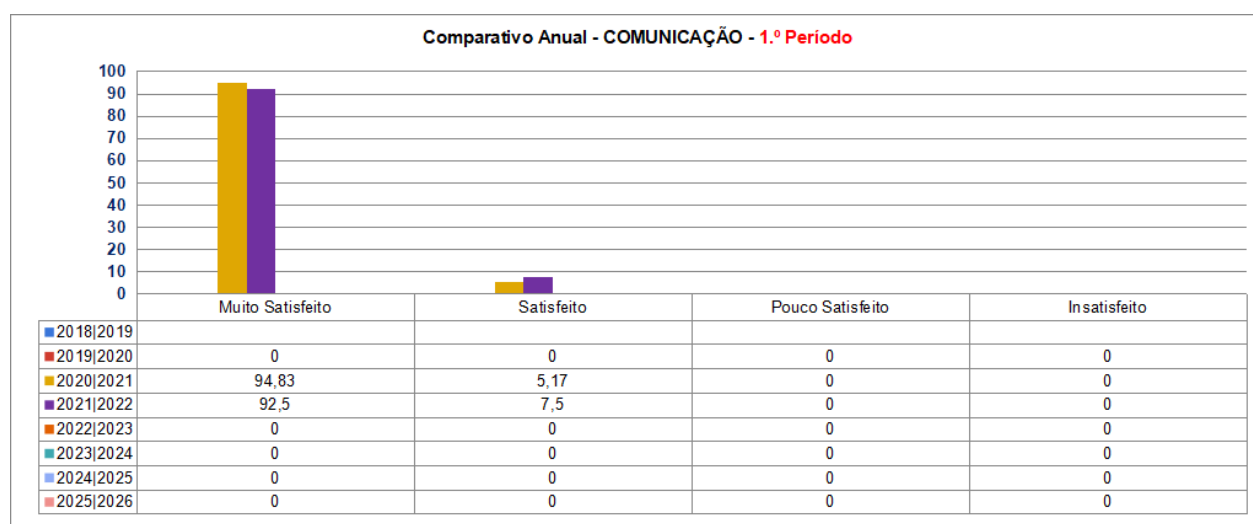 Comparativo Anual - COMUNICAÇÃO - 1.º Período
100
90
80
70
60
50
40
30
20
10
0
Muito Satisfeito Satisfeito Pouco Satisfeito Insatisfeito
2018|2019
2019|2020 0 0 0 0
2020|2021 94,83 5,17 0 0
2021|2022 92,5 7,5 0 0
2022|2023 0 0 0 0
2023|2024 0 0 0 0
2024|2025 0 0 0 0
2025|2026 0 0 0 0